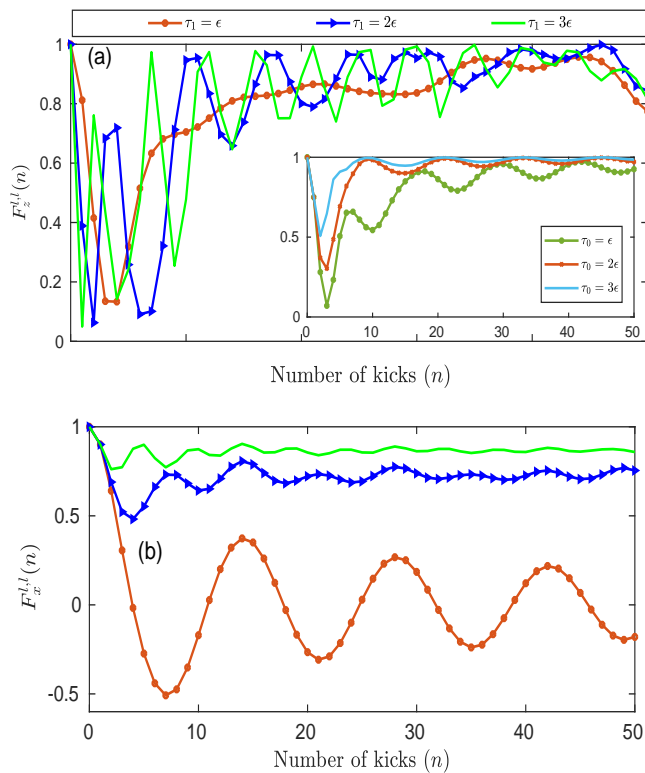 τ₁ = ϵ τ₁ = 2ϵ τ₁ = 3ϵ
(a)
F_z^{l,l}(n)
1
0.8
0.6
0.4
0.2
0
1
0.5
0
0 10 20 30 40 50
τ₀ = ϵ
τ₀ = 2ϵ
τ₀ = 3ϵ
Number of kicks (n)
(b)
F_x^{l,l}(n)
1
0.5
0
-0.5
0 10 20 30 40 50
Number of kicks (n)